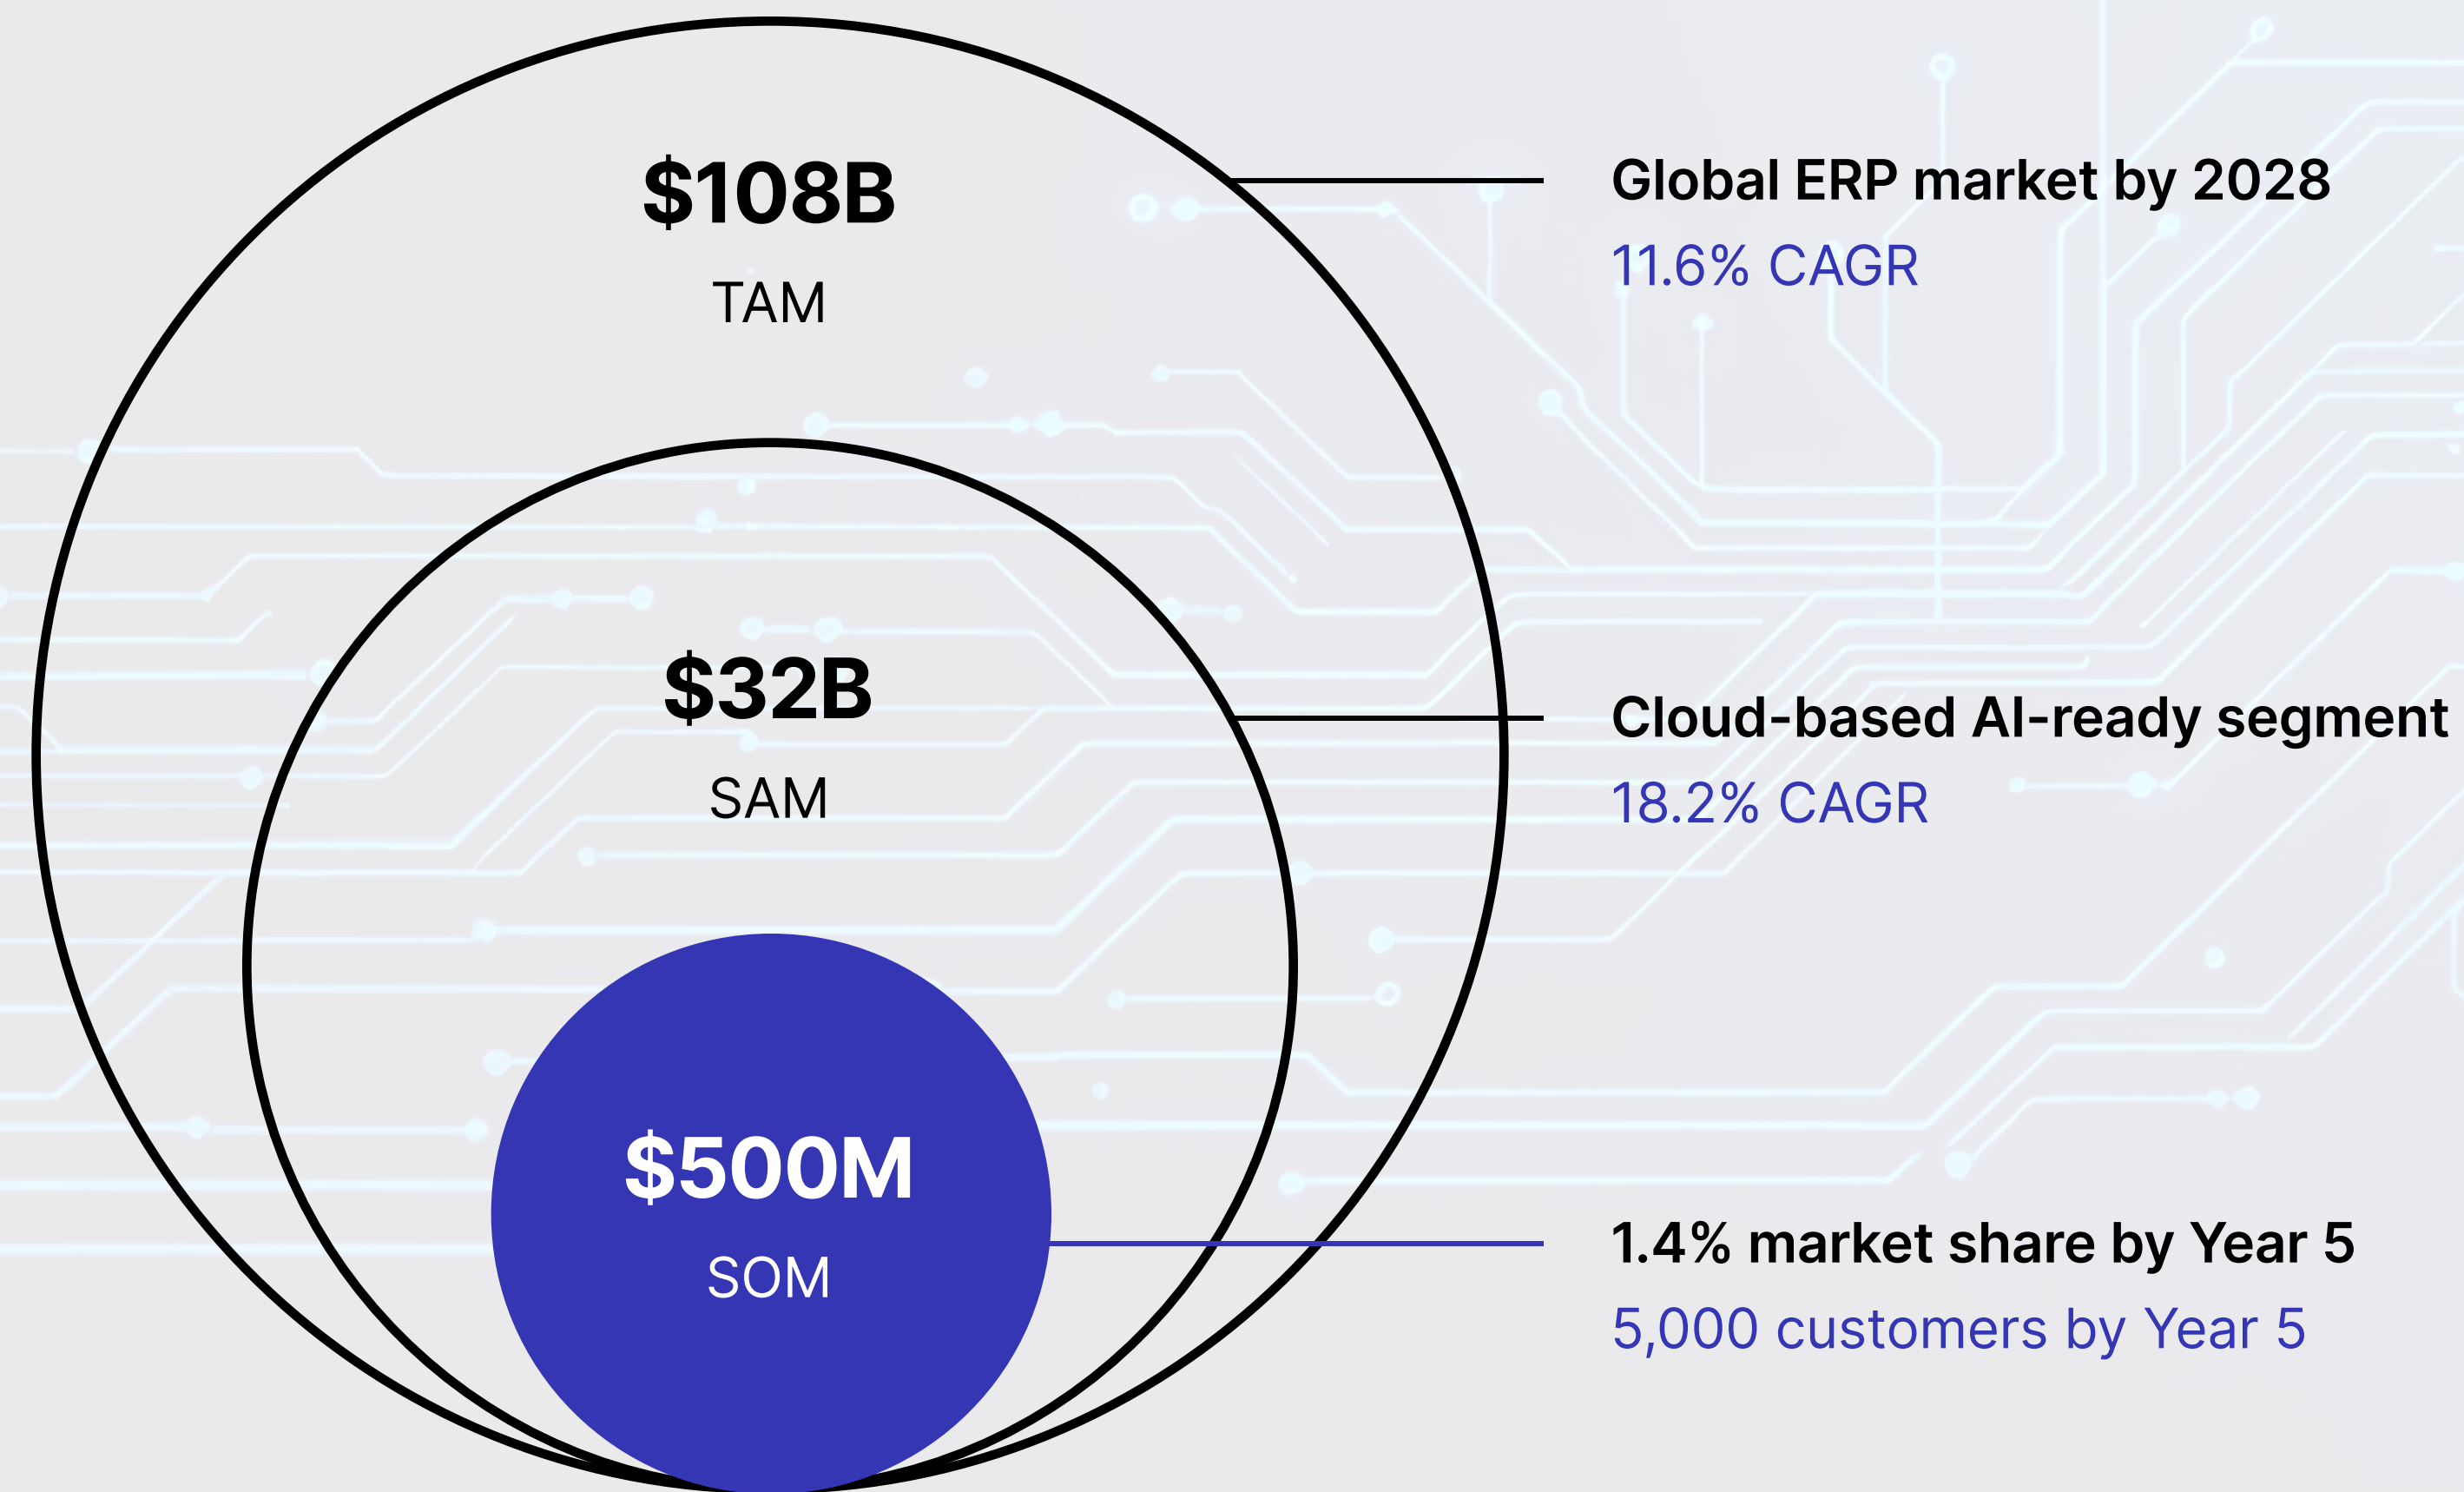 $108B
TAM
Global ERP market by 2028
11.6% CAGR
$32B
SAM
Cloud-based AI-ready segment
18.2% CAGR
$500M
SOM
1.4% market share by Year 5
5,000 customers by Year 5